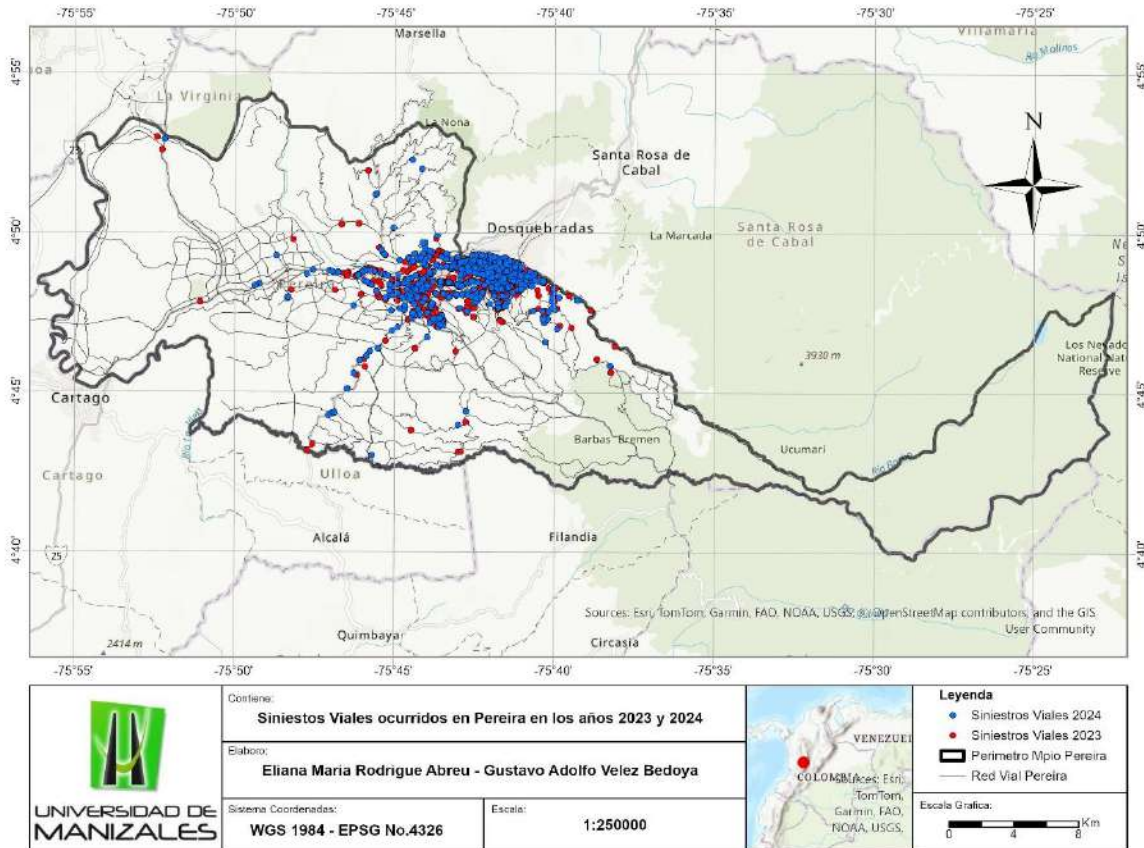 -75°55'
-75°50'
-75°45'
-75°40'
-75°35'
-75°30'
-75°25'
Marsella
Villamaria
Rio Molinos
4°55'
4°55'
La Virginia
La Nona
N
25
Santa Rosa de
Cabal
4°50'
4°50'
Dosquebradas
La Marcada
Santa Rosa
de Cabal
Pereira
3930 m
Los Nevado
National Natu
Reserve
4°45'
4°45'
Cartago
Barbas Bremen
Ucumari
Cartago
Ulloa
Alcalá
Filandia
25
4°40'
4°40'
Sources: Esri, TomTom, Garmin, FAO, NOAA, USGS, © OpenStreetMap contributors, and the GIS
User Community
Quimbaya
Circasia
2414 m
-75°55'
-75°50'
-75°45'
-75°40'
-75°35'
-75°30'
-75°25'
UNIVERSIDAD DE
MANIZALES
Contiene:
Siniestos Viales ocurridos en Pereira en los años 2023 y 2024
Elaboro:
Eliana Maria Rodrigue Abreu - Gustavo Adolfo Velez Bedoya
Sistema Coordenadas:
WGS 1984 - EPSG No.4326
Escala:
1:250000
VENEZUEL
COLOMBIA
Sources: Esri,
TomTom,
Garmin, FAO,
NOAA, USGS,
Leyenda
Siniestros Viales 2024
Siniestros Viales 2023
Perimetro Mpio Pereira
Red Vial Pereira
Escala Grafica:
Km
0 4 8